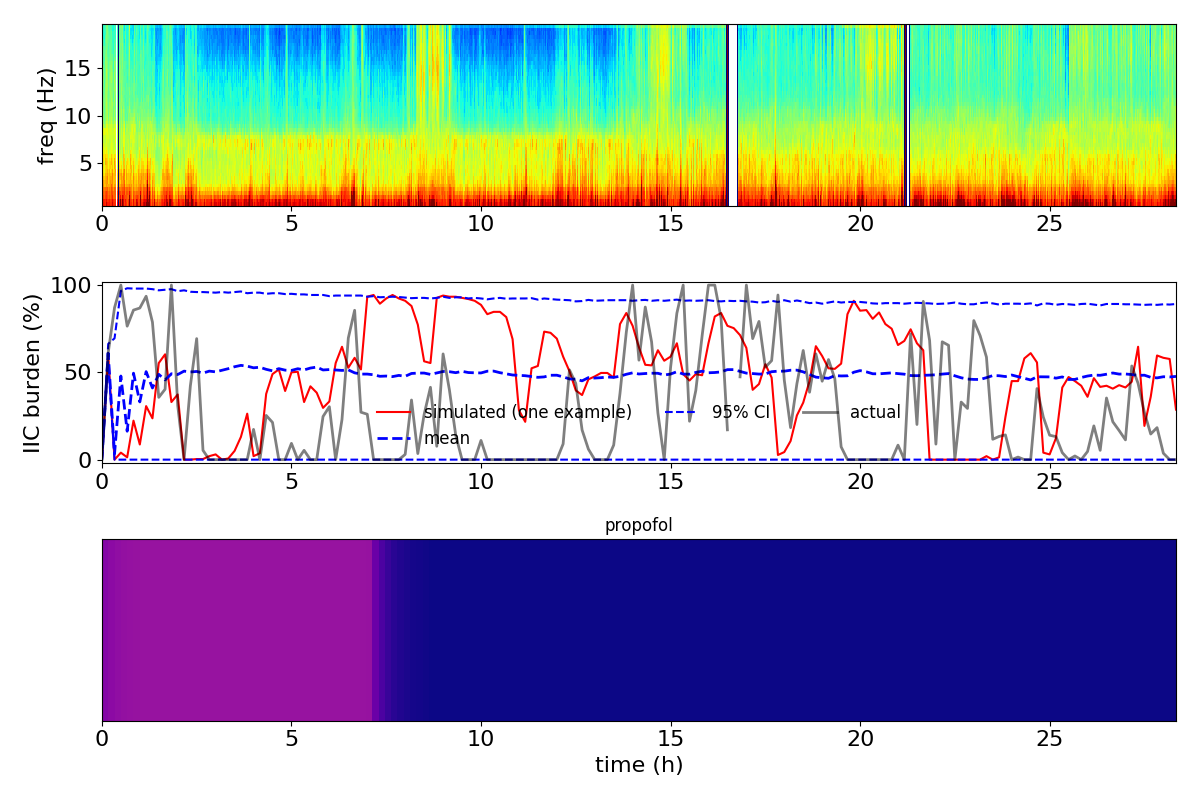 freq (Hz)
15
10
5
0 5 10 15 20 25
IIC burden (%)
100
50
0
simulated (one example) 95% CI actual
mean
0 5 10 15 20 25
propofol
0 5 10 15 20 25
time (h)